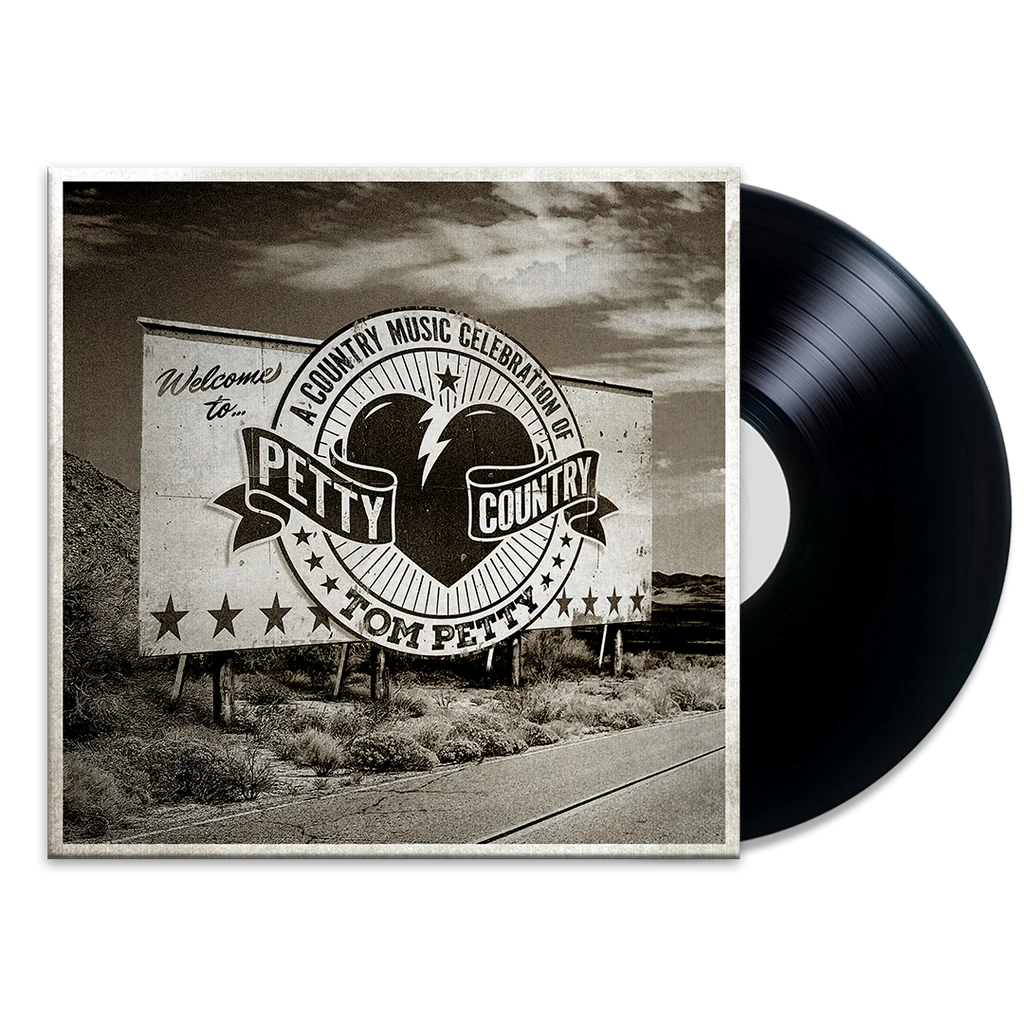 Welcome
to...
A COUNTRY MUSIC CELEBRATION OF
PETTY COUNTRY
TOM PETTY